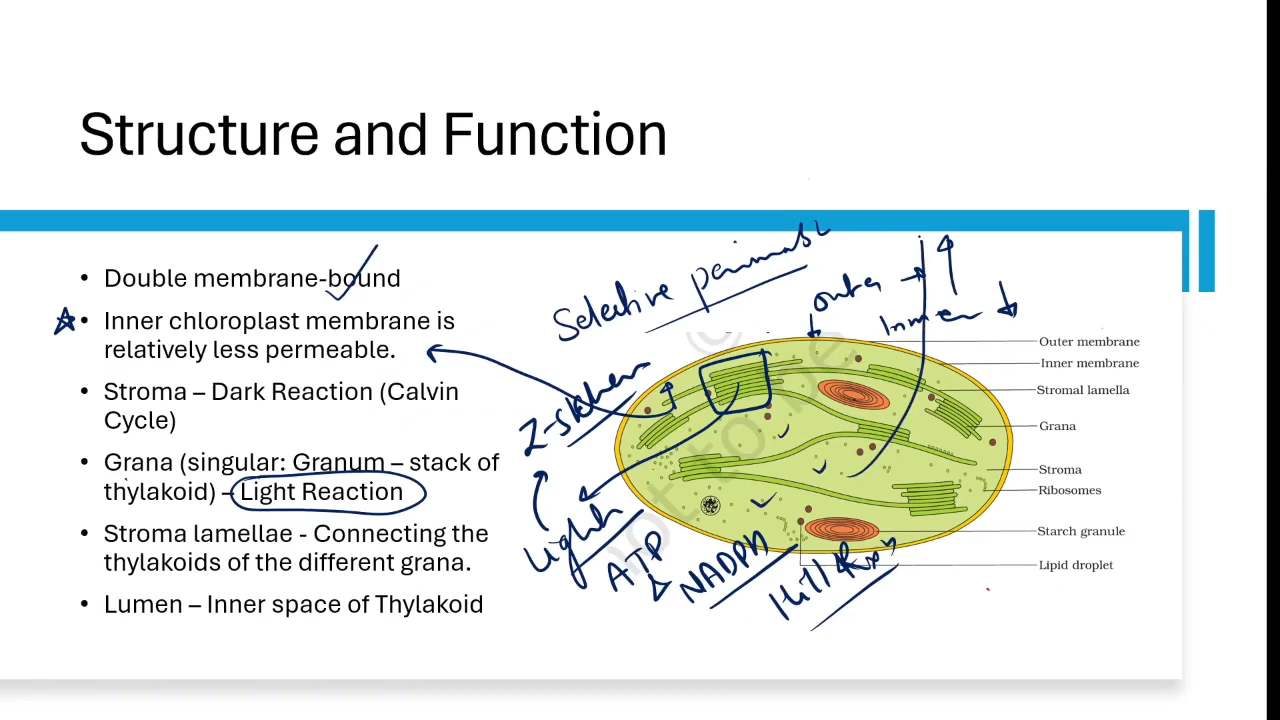 Structure and Function
• Double membrane-bound
• Inner chloroplast membrane is
relatively less permeable.
• Stroma – Dark Reaction (Calvin
Cycle)
• Grana (singular: Granum – stack of
thylakoid) – Light Reaction
• Stroma lamellae - Connecting the
thylakoids of the different grana.
• Lumen – Inner space of Thylakoid
Selective
outer
Inner
Outer membrane
Inner membrane
Stromal lamella
Grana
Stroma
Ribosomes
Starch granule
Lipid droplet
Light
ATP
NADPH
Hill Rxn
not to be
©